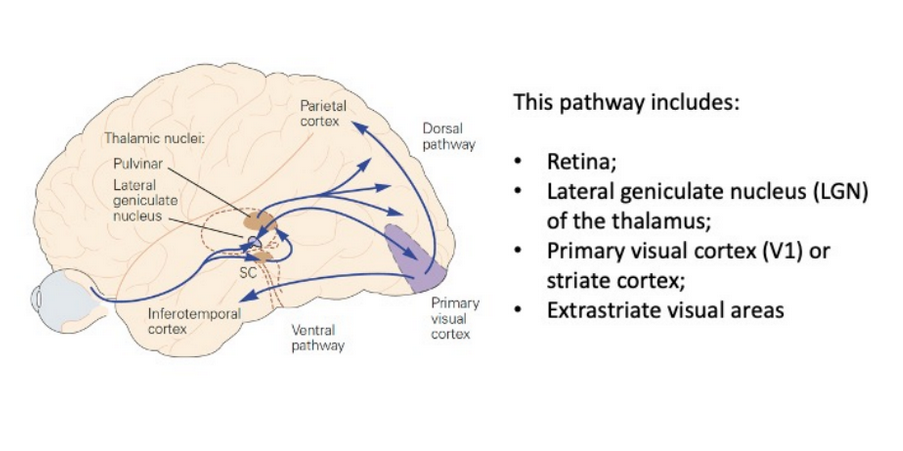 Parietal
cortex
Dorsal
pathway
Thalamic nuclei:
Pulvinar
Lateral
geniculate
nucleus
SC
Inferotemporal
cortex
Ventral
pathway
Primary
visual
cortex
This pathway includes:
• Retina;
• Lateral geniculate nucleus (LGN)
of the thalamus;
• Primary visual cortex (V1) or
striate cortex;
• Extrastriate visual areas